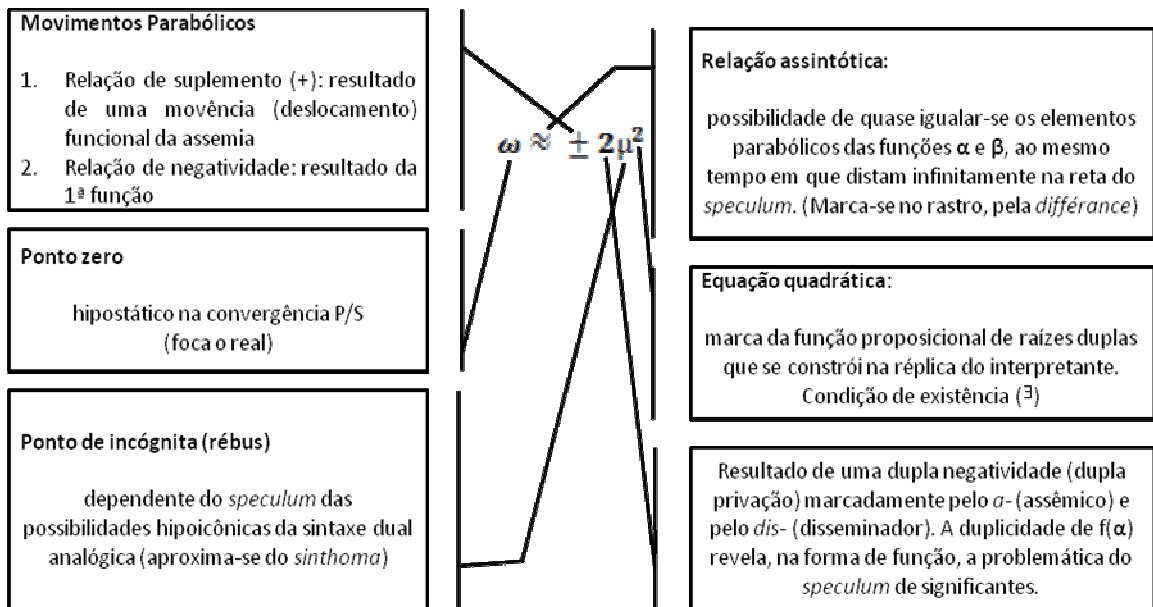 Movimentos Parabólicos
1. Relação de suplemento (+): resultado
de uma movência (deslocamento)
funcional da assemia
2. Relação de negatividade: resultado da
1ª função
Ponto zero
hipostático na convergência P/S
(foca o real)
Ponto de incógnita (rébus)
dependente do speculum das
possibilidades hipoicônicas da sintaxe dual
analógica (aproxima-se do sinthoma)
ω ≈ ± 2μ²
Relação assintótica:
possibilidade de quase igualar-se os elementos
parabólicos das funções α e β, ao mesmo
tempo em que distam infinitamente na reta do
speculum. (Marca-se no rastro, pela différance)
Equação quadrática:
marca da função proposicional de raízes duplas
que se constrói na réplica do interpretante.
Condição de existência (∃)
Resultado de uma dupla negatividade (dupla
privação) marcadamente pelo a- (assêmico) e
pelo dis- (disseminador). A duplicidade de f(α)
revela, na forma de função, a problemática do
speculum de significantes.